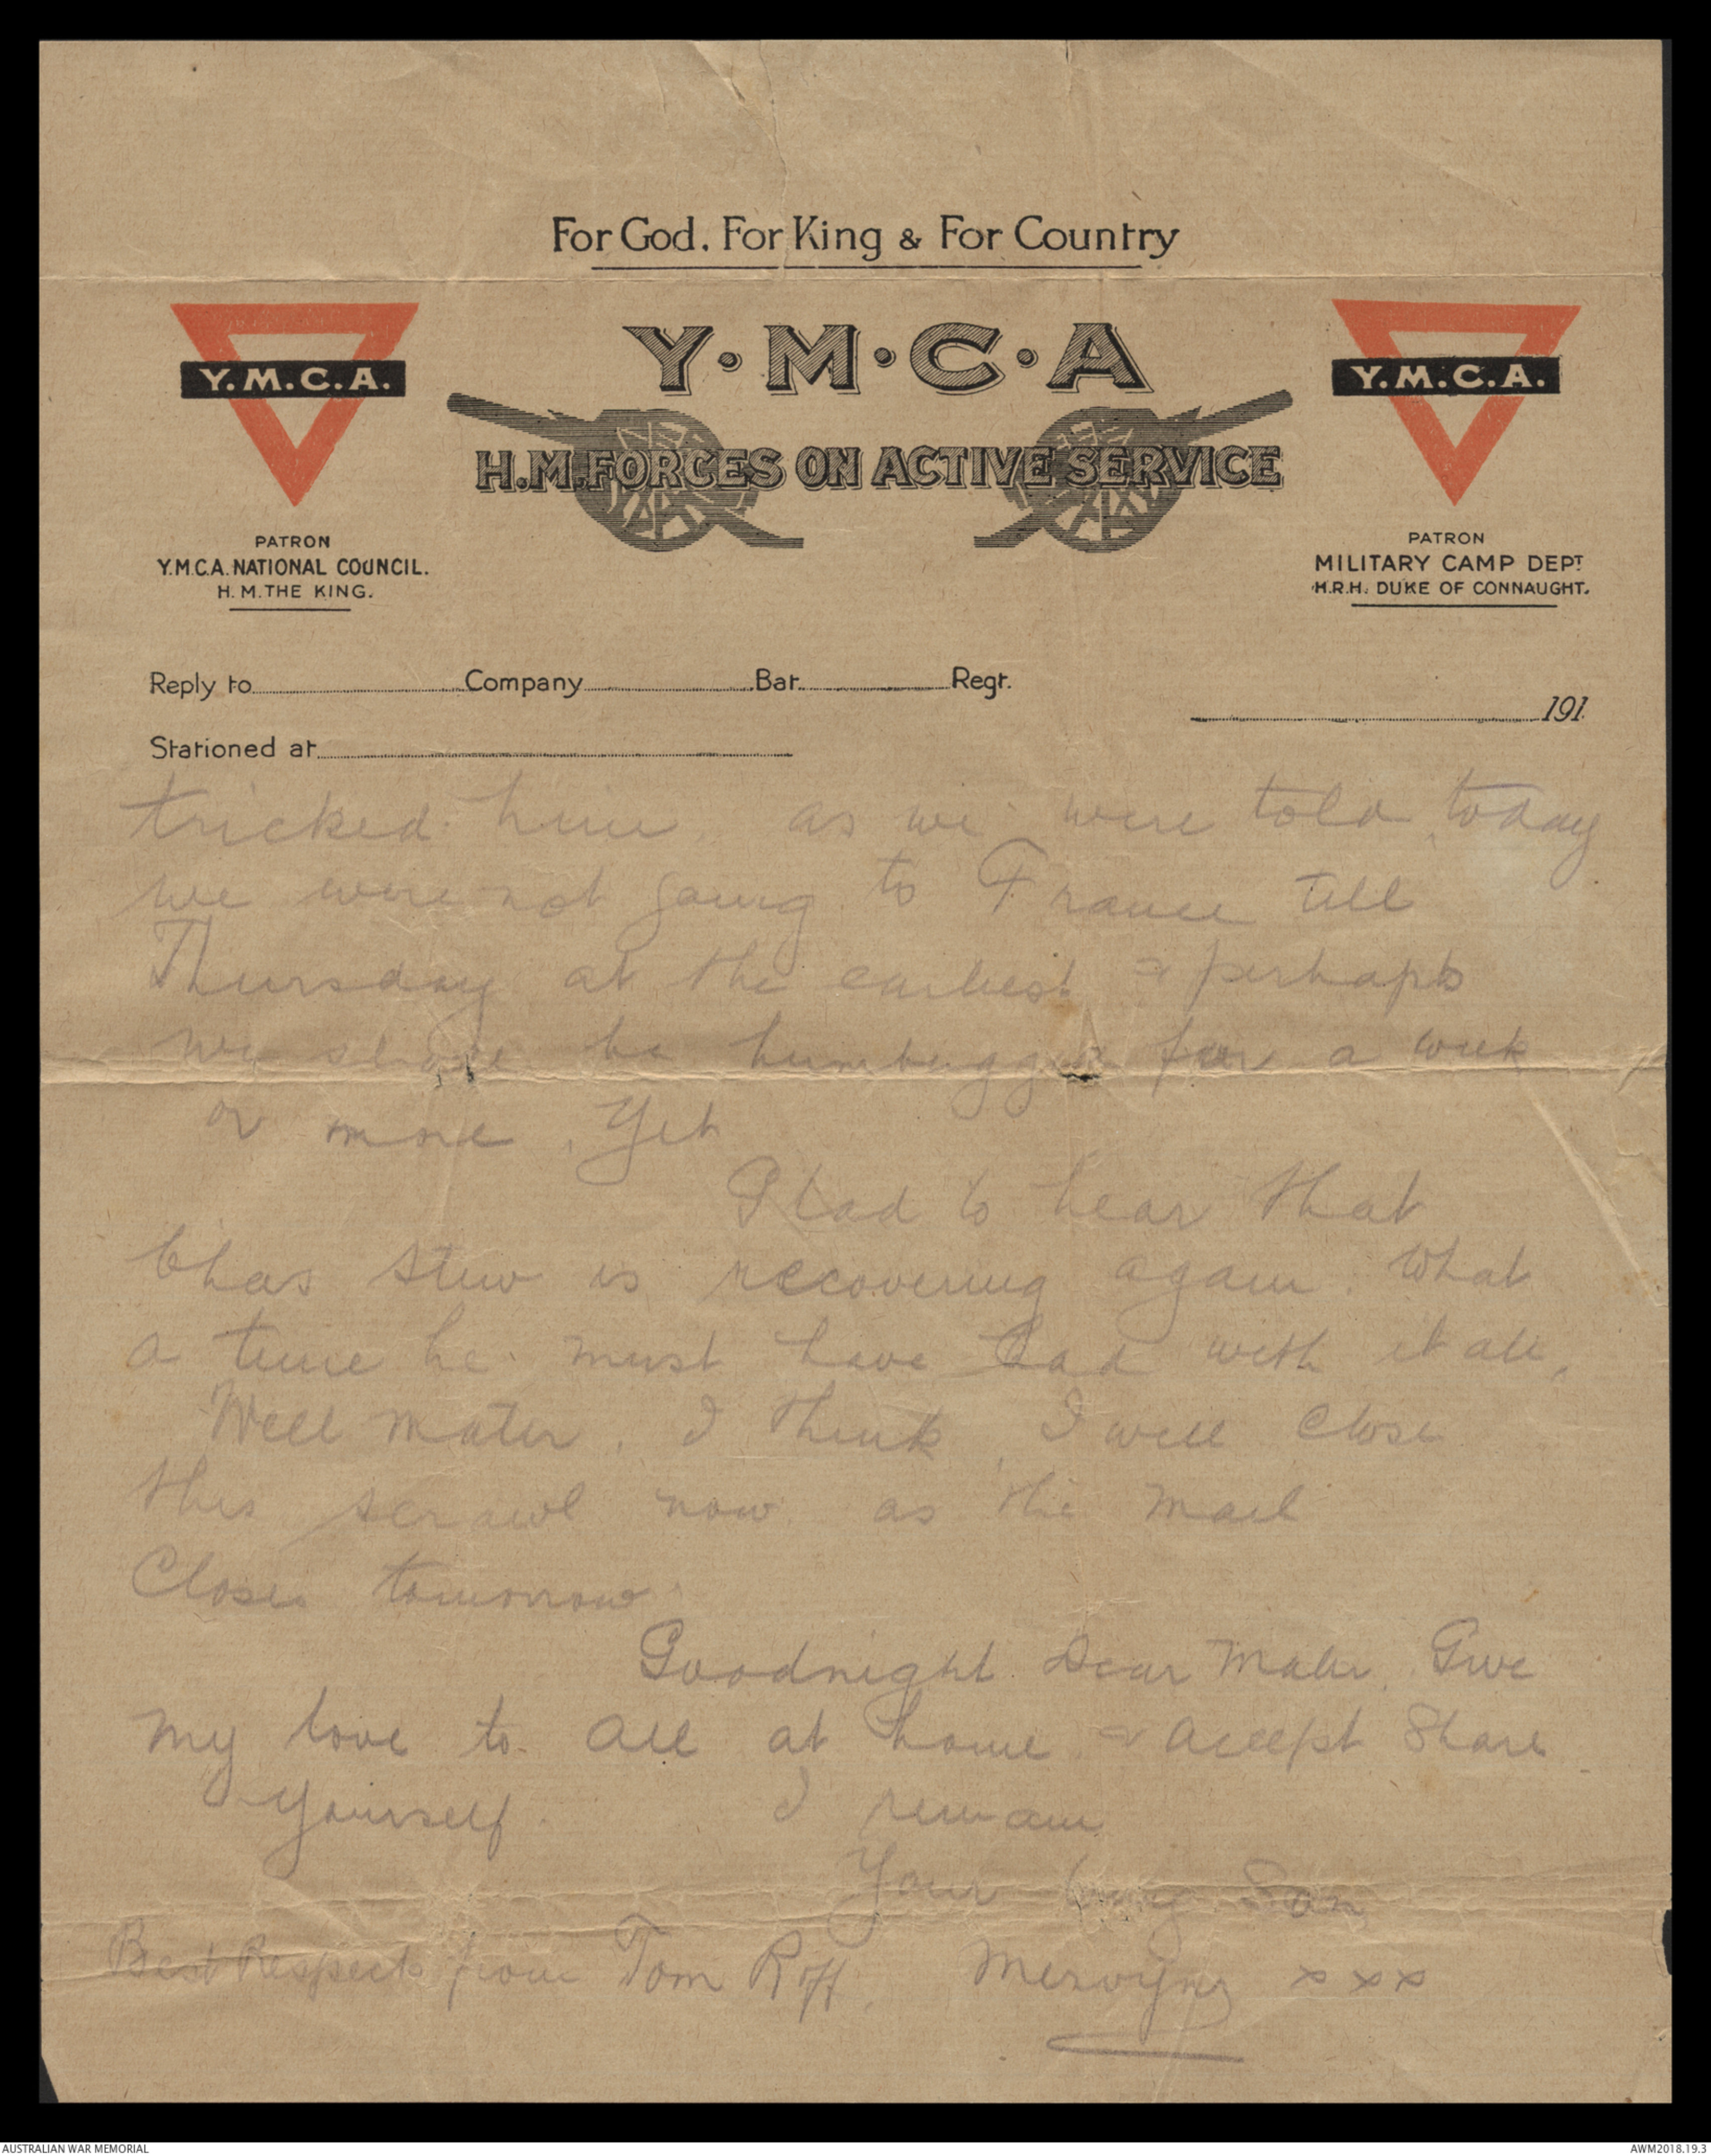 For God. For King & For Country
Y.M.C.A.
Y·M·C·A
Y.M.C.A.
H.M. FORCES ON ACTIVE SERVICE
PATRON
Y.M.C.A. NATIONAL COUNCIL.
H.M. THE KING.
PATRON
MILITARY CAMP DEPT
H.R.H. DUKE OF CONNAUGHT.
Reply to Company Bat. Regt.
191
Stationed at
tricked him, as we were told today
we were not going to France till
Thursday at the earliest & perhaps
we shall be humbugged for a week
or more yet
Glad to hear that
Chas Stew is recovering again. What
a time he must have had with it all,
Well Mater, I think I will close
this scrawl now as the mail
closes tomorrow
Goodnight Dear Mater. Give
my love to all at home & accept share
yourself. I remain
Your loving Son
Best Respects from Tom Roff. Mervyn xxx
AUSTRALIAN WAR MEMORIAL
AWM2018.19.3